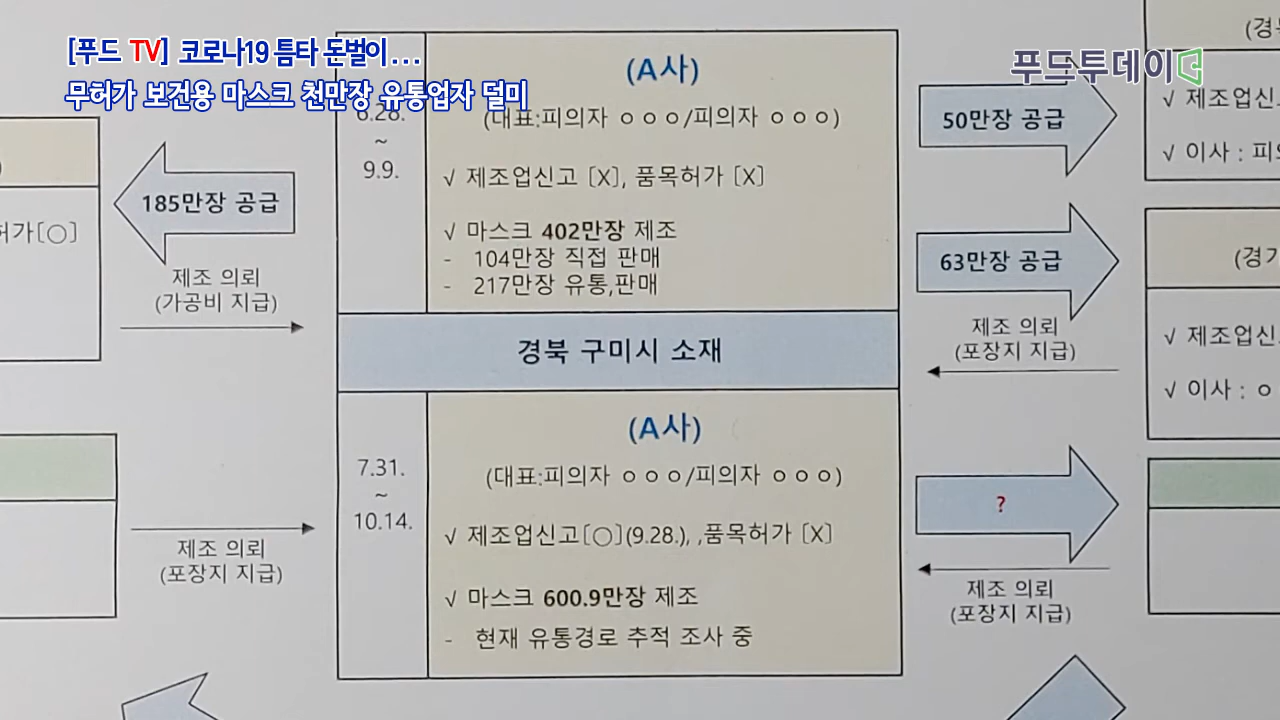 [푸드 TV] 코로나19 틈타 돈벌이...
무허가 보건용 마스크 천만장 유통업자 덜미
푸드투데이
허가[○]
185만장 공급
제조 의뢰
(가공비 지급)
제조 의뢰
(포장지 지급)
6.28.
~
9.9.
(A사)
(대표:피의자 ㅇㅇㅇ/피의자 ㅇㅇㅇ)
√ 제조업신고 [X], 품목허가 [X]
√ 마스크 402만장 제조
- 104만장 직접 판매
- 217만장 유통,판매
경북 구미시 소재
7.31.
~
10.14.
(A사)
(대표:피의자 ㅇㅇㅇ/피의자 ㅇㅇㅇ)
√ 제조업신고[○](9.28.), ,품목허가 [X]
√ 마스크 600.9만장 제조
- 현재 유통경로 추적 조사 중
50만장 공급
63만장 공급
제조 의뢰
(포장지 지급)
?
제조 의뢰
(포장지 지급)
(경북
√ 제조업신고
√ 이사 : 피의
(경기
√ 제조업신고
√ 이사 : ㅇ